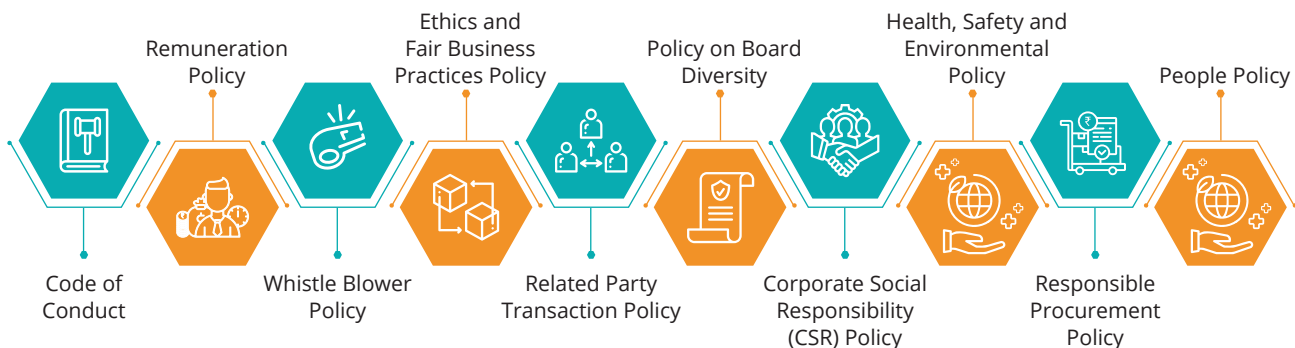 Code of
Conduct
Remuneration
Policy
Whistle Blower
Policy
Ethics and
Fair Business
Practices Policy
Related Party
Transaction Policy
Policy on Board
Diversity
Corporate Social
Responsibility
(CSR) Policy
Health, Safety and
Environmental
Policy
₹
Responsible
Procurement
Policy
People Policy